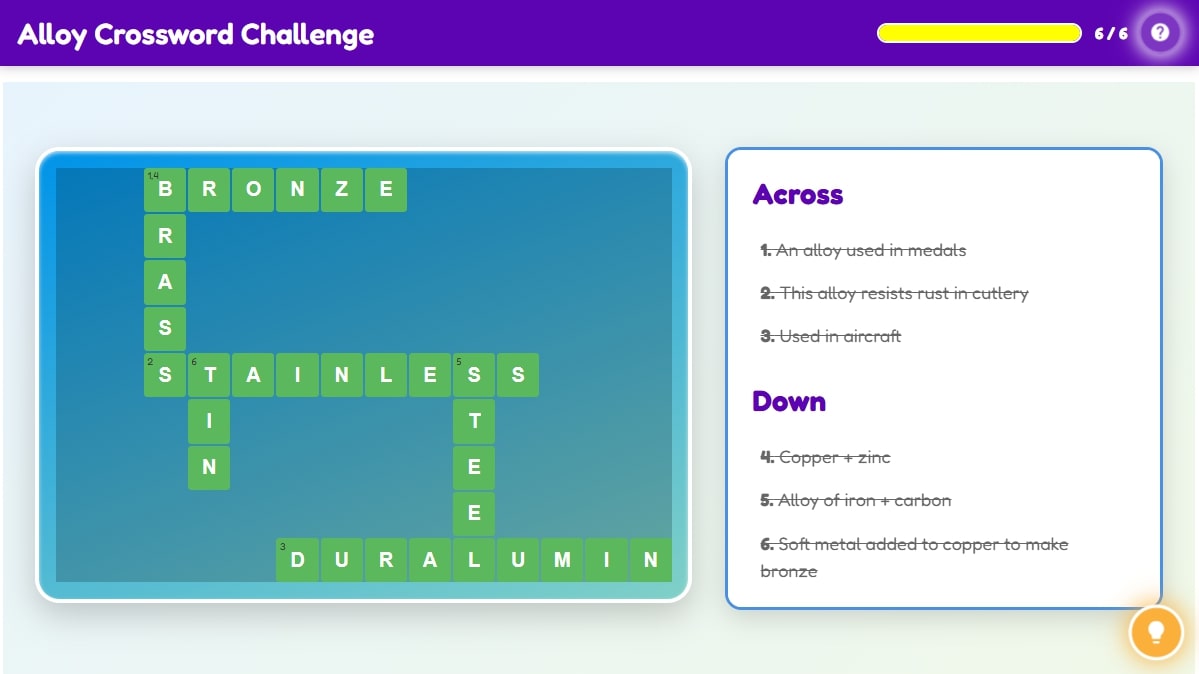 Alloy Crossword Challenge
6 / 6
?
1,4 B R O N Z E
R
A
S
2 S 6 T A I N L E 5 S S
I T
N E
E
3 D U R A L U M I N
Across
1. An alloy used in medals
2. This alloy resists rust in cutlery
3. Used in aircraft
Down
4. Copper + zinc
5. Alloy of iron + carbon
6. Soft metal added to copper to make
bronze